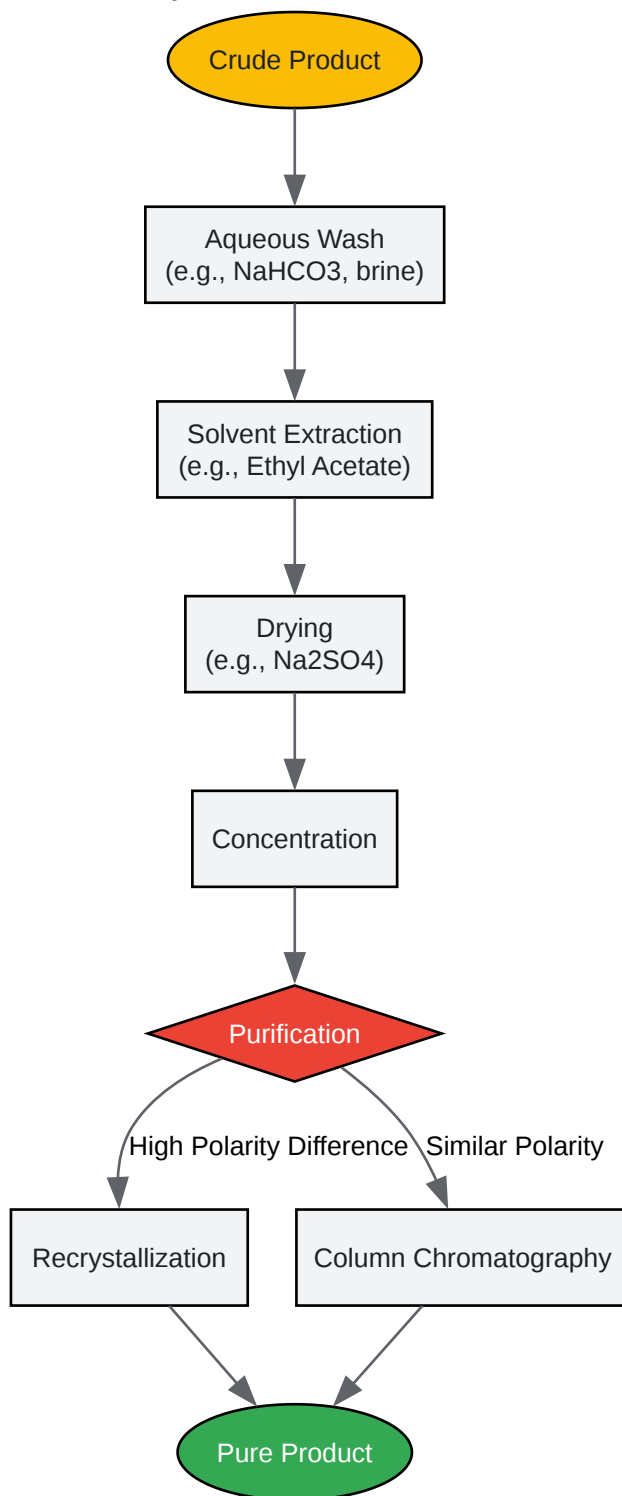 Crude Product
Aqueous Wash
(e.g., NaHCO3, brine)
Solvent Extraction
(e.g., Ethyl Acetate)
Drying
(e.g., Na2SO4)
Concentration
Purification
High Polarity Difference
Similar Polarity
Recrystallization
Column Chromatography
Pure Product